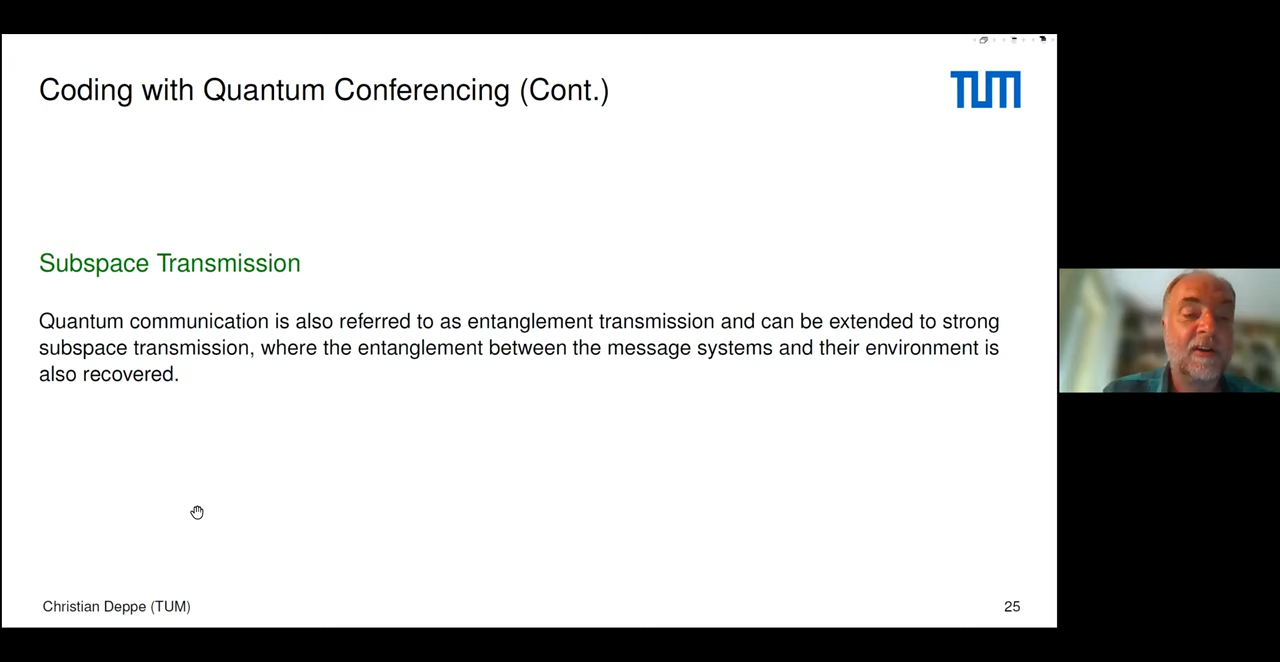 Coding with Quantum Conferencing (Cont.)
TUM
Subspace Transmission
Quantum communication is also referred to as entanglement transmission and can be extended to strong
subspace transmission, where the entanglement between the message systems and their environment is
also recovered.
Christian Deppe (TUM)
25